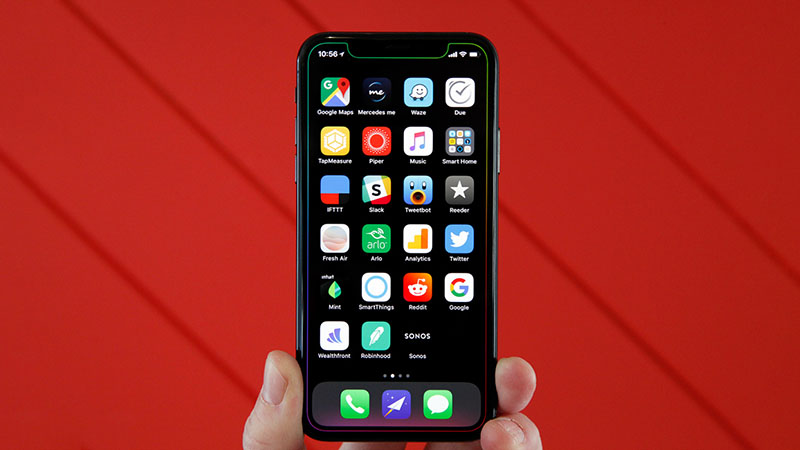 10:56
Google Maps
Mercedes me
Waze
Due
TapMeasure
Piper
Music
Smart Home
IFTTT
Slack
Tweetbot
Reeder
Fresh Air
Arlo
Analytics
Twitter
Mint
SmartThings
Reddit
Google
Wealthfront
Robinhood
Sonos
me
arlo
intuit
SONOS